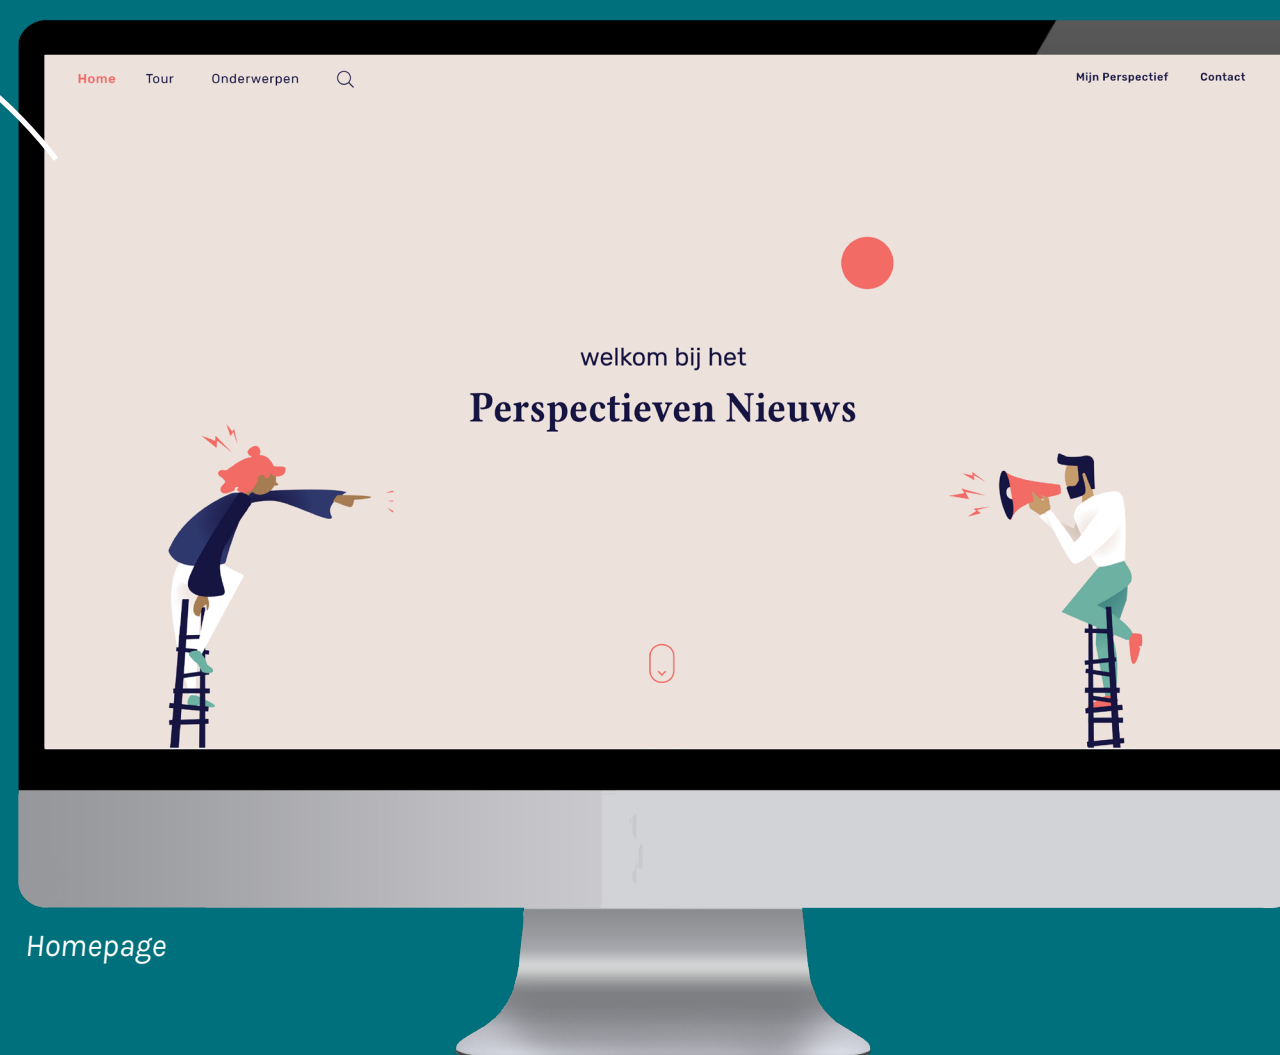 Home Tour Onderwerpen Mijn Perspectief Contact
welkom bij het
Perspectieven Nieuws
Homepage